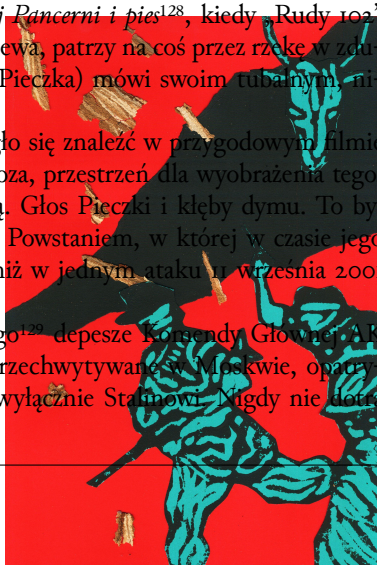 j Pancerni i pies¹²⁸, kiedy „Rudy 102”
ewa, patrzy na coś przez rzekę w zdu-
Pieczka) mówi swoim tubalnym, ni-
ło się znaleźć w przygodowym filmie
oza, przestrzeń dla wyobrażenia tego
ą. Głos Pieczki i kłęby dymu. To by
Powstaniem, w której w czasie jego
niż w jednym ataku 11 września 200
go¹²⁹ depesze Komendy Głównej AK
rzechwytywane w Moskwie, opatry-
wyłącznie Stalinowi. Nigdy nie dotra